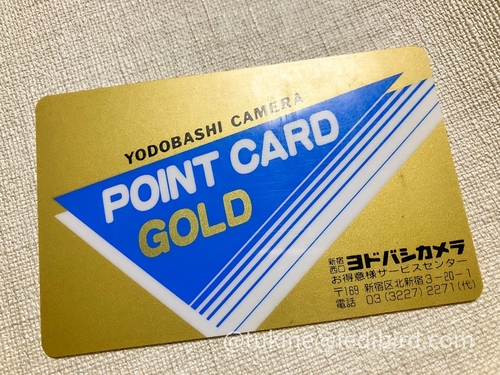 YODOBASHI CAMERA
POINT CARD
GOLD
新宿西口 ヨドバシカメラ
お得意様サービスセンター
〒169 新宿区北新宿3-20-1
電話 03(3227)2271(代)